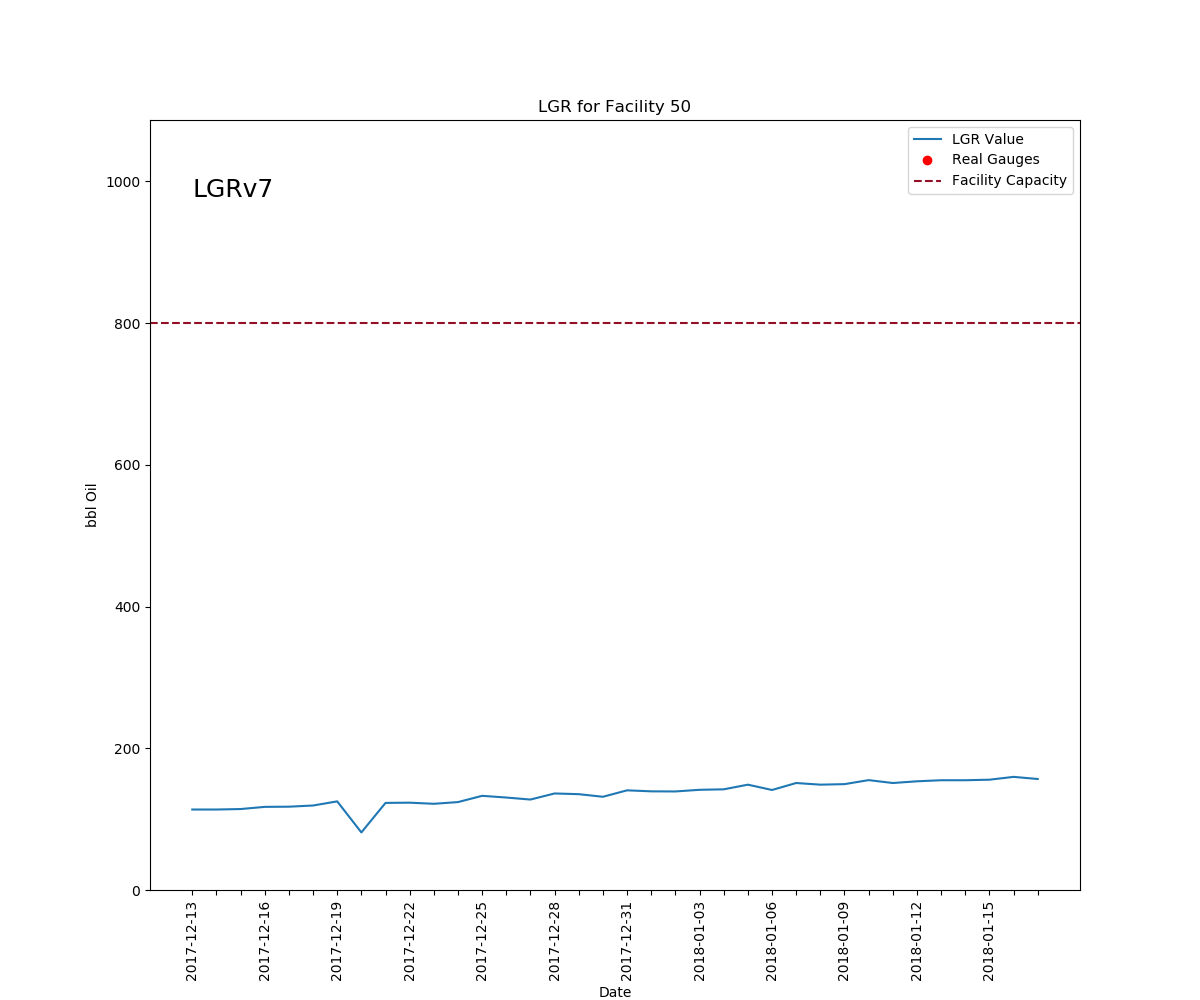 LGR for Facility 50
LGR Value
Real Gauges
Facility Capacity
LGRv7
1000
800
600
400
200
0
bbl Oil
2017-12-13
2017-12-16
2017-12-19
2017-12-22
2017-12-25
2017-12-28
2017-12-31
2018-01-03
2018-01-06
2018-01-09
2018-01-12
2018-01-15
Date